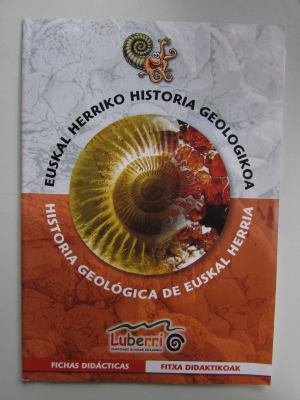 EUSKAL HERRIKO HISTORIA GEOLOGIKOA
HISTORIA GEOLÓGICA DE EUSKAL HERRIA
Luberri
FICHAS DIDÁCTICAS
FITXA DIDAKTIKOAK